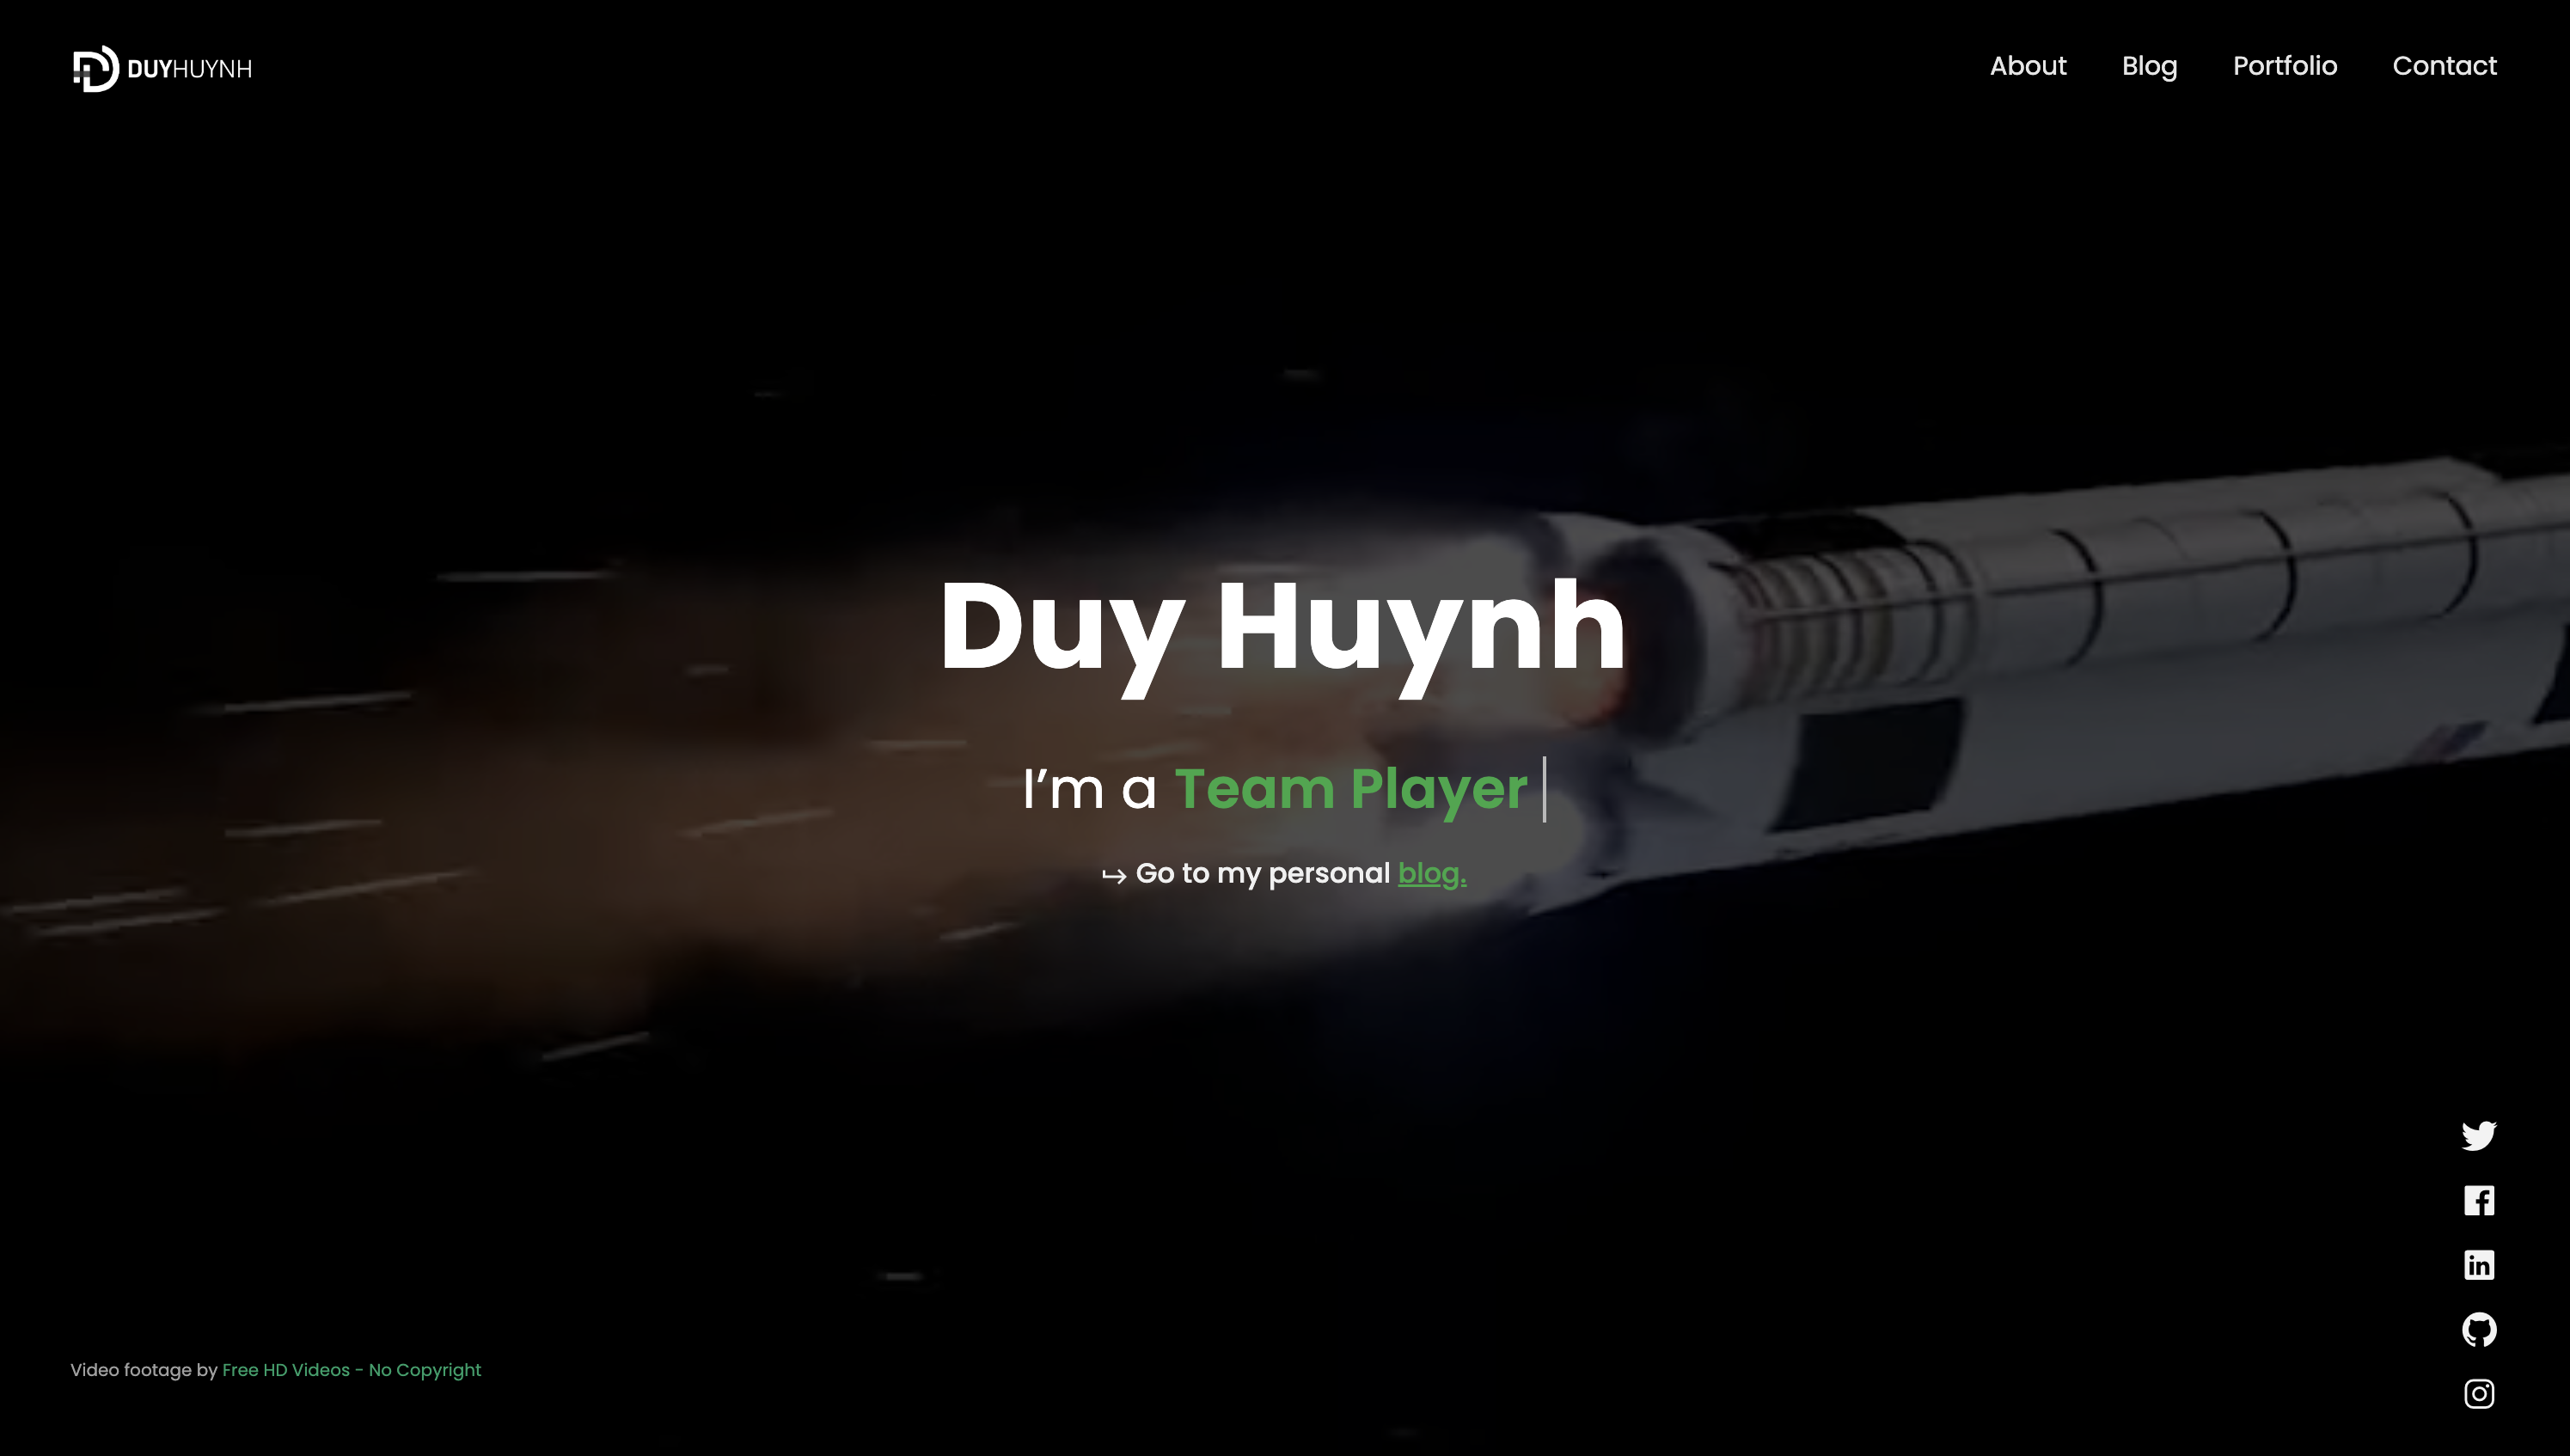 DUYHUYNH
About Blog Portfolio Contact
Duy Huynh
I’m a Team Player
Go to my personal blog.
Video footage by Free HD Videos - No Copyright